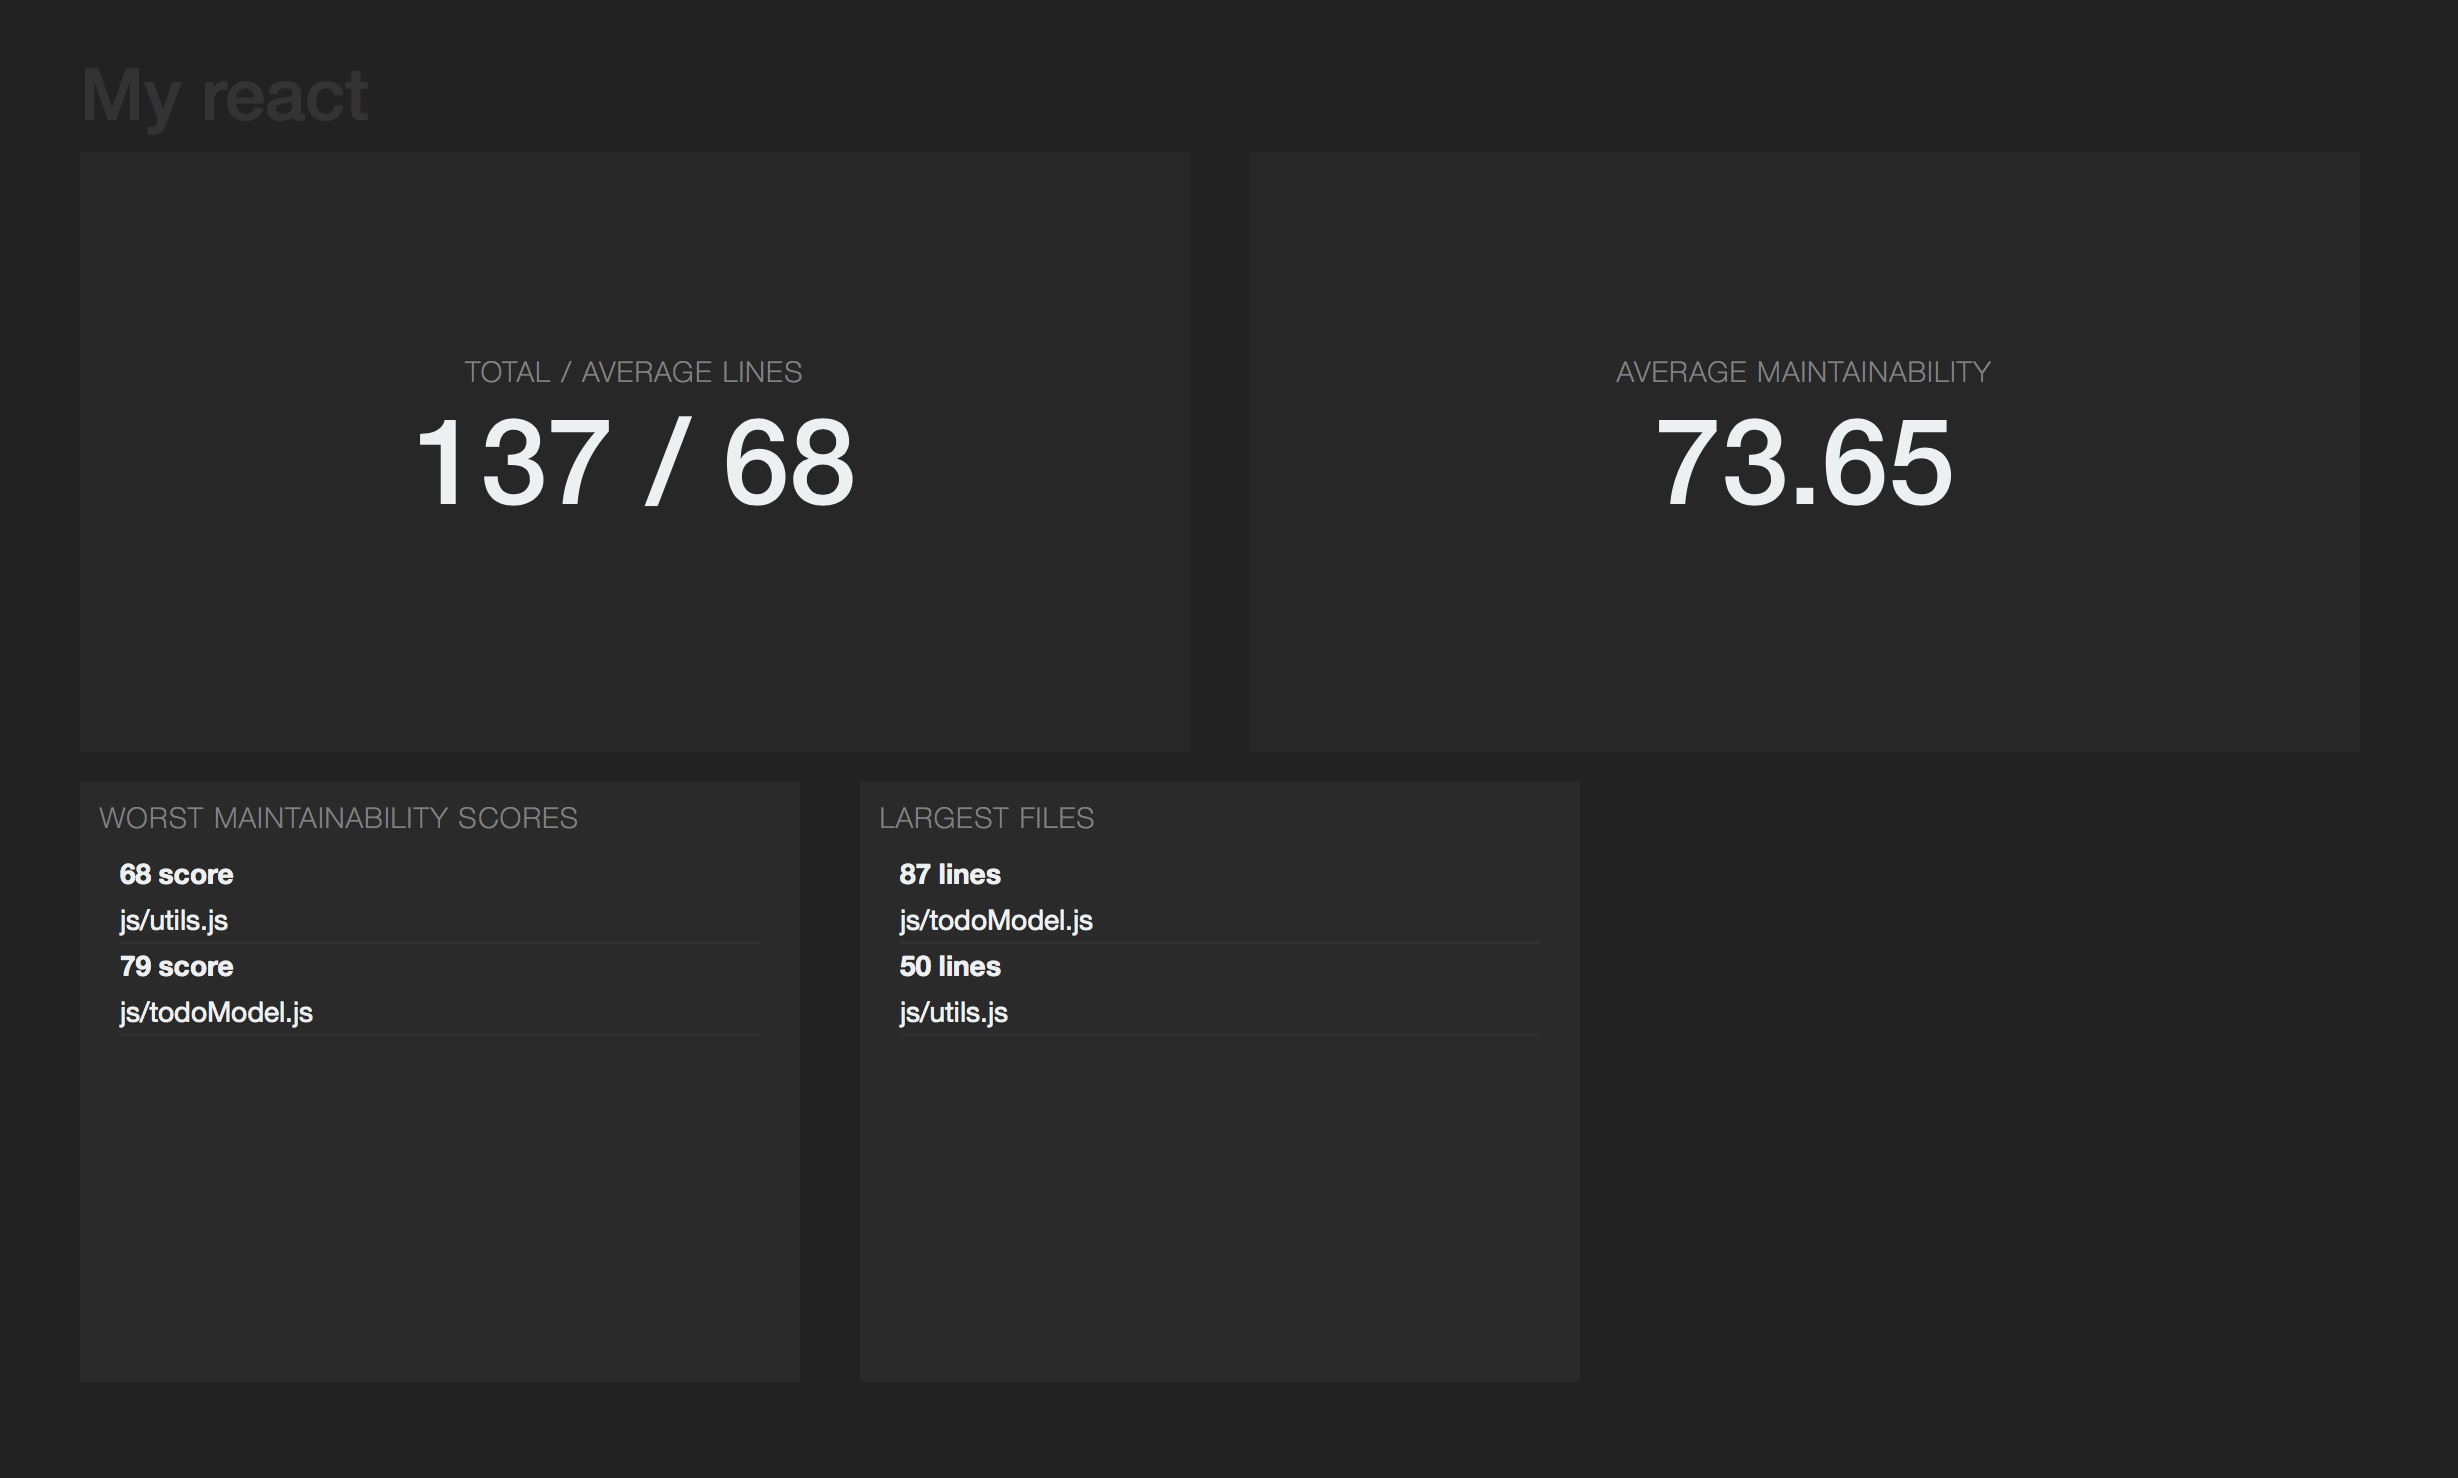 My react
TOTAL / AVERAGE LINES
137 / 68
AVERAGE MAINTAINABILITY
73.65
WORST MAINTAINABILITY SCORES
68 score
js/utils.js
79 score
js/todoModel.js
LARGEST FILES
87 lines
js/todoModel.js
50 lines
js/utils.js